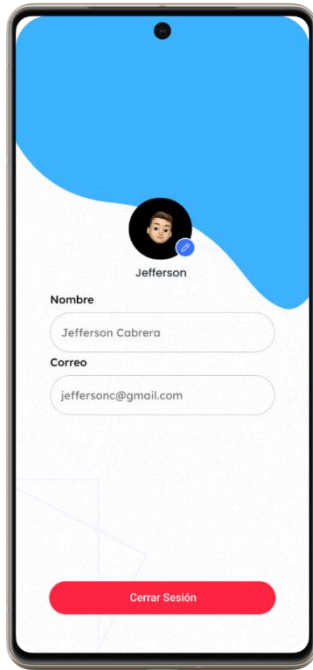 Jefferson
Nombre
Jefferson Cabrera
Correo
jeffersonc@gmail.com
Cerrar Sesión